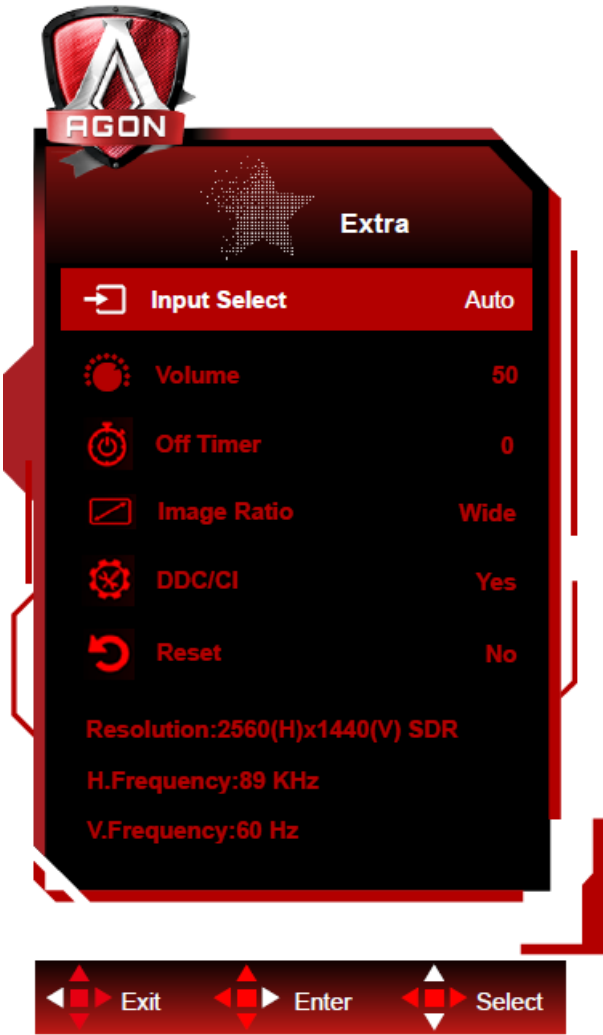 AGON
Extra
Input Select Auto
Volume 50
Off Timer 0
Image Ratio Wide
DDC/CI Yes
Reset No
Resolution:2560(H)x1440(V) SDR
H.Frequency:89 KHz
V.Frequency:60 Hz
Exit Enter Select